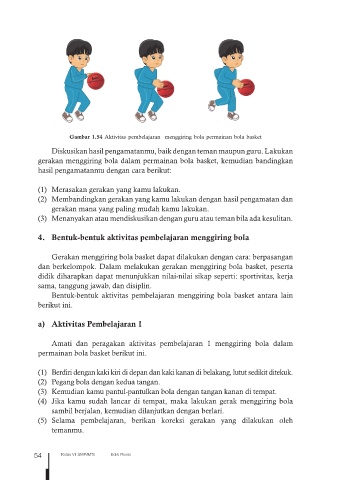 Gambar 1.54 Aktivitas pembelajaran menggiring bola permainan bola basket
Diskusikan hasil pengamatanmu, baik dengan teman maupun guru. Lakukan
gerakan menggiring bola dalam permainan bola basket, kemudian bandingkan
hasil pengamatanmu dengan cara berikut:
(1) Merasakan gerakan yang kamu lakukan.
(2) Membandingkan gerakan yang kamu lakukan dengan hasil pengamatan dan
gerakan mana yang paling mudah kamu lakukan.
(3) Menanyakan atau mendiskusikan dengan guru atau teman bila ada kesulitan.
4. Bentuk-bentuk aktivitas pembelajaran menggiring bola
Gerakan menggiring bola basket dapat dilakukan dengan cara: berpasangan
dan berkelompok. Dalam melakukan gerakan menggiring bola basket, peserta
didik diharapkan dapat menunjukkan nilai-nilai sikap seperti: sportivitas, kerja
sama, tanggung jawab, dan disiplin.
Bentuk-bentuk aktivitas pembelajaran menggiring bola basket antara lain
berikut ini.
a) Aktivitas Pembelajaran 1
Amati dan peragakan aktivitas pembelajaran 1 menggiring bola dalam
permainan bola basket berikut ini.
(1) Berdiri dengan kaki kiri di depan dan kaki kanan di belakang, lutut sedikit ditekuk.
(2) Pegang bola dengan kedua tangan.
(3) Kemudian kamu pantul-pantulkan bola dengan tangan kanan di tempat.
(4) Jika kamu sudah lancar di tempat, maka lakukan gerak menggiring bola
sambil berjalan, kemudian dilanjutkan dengan berlari.
(5) Selama pembelajaran, berikan koreksi gerakan yang dilakukan oleh
temanmu.
54